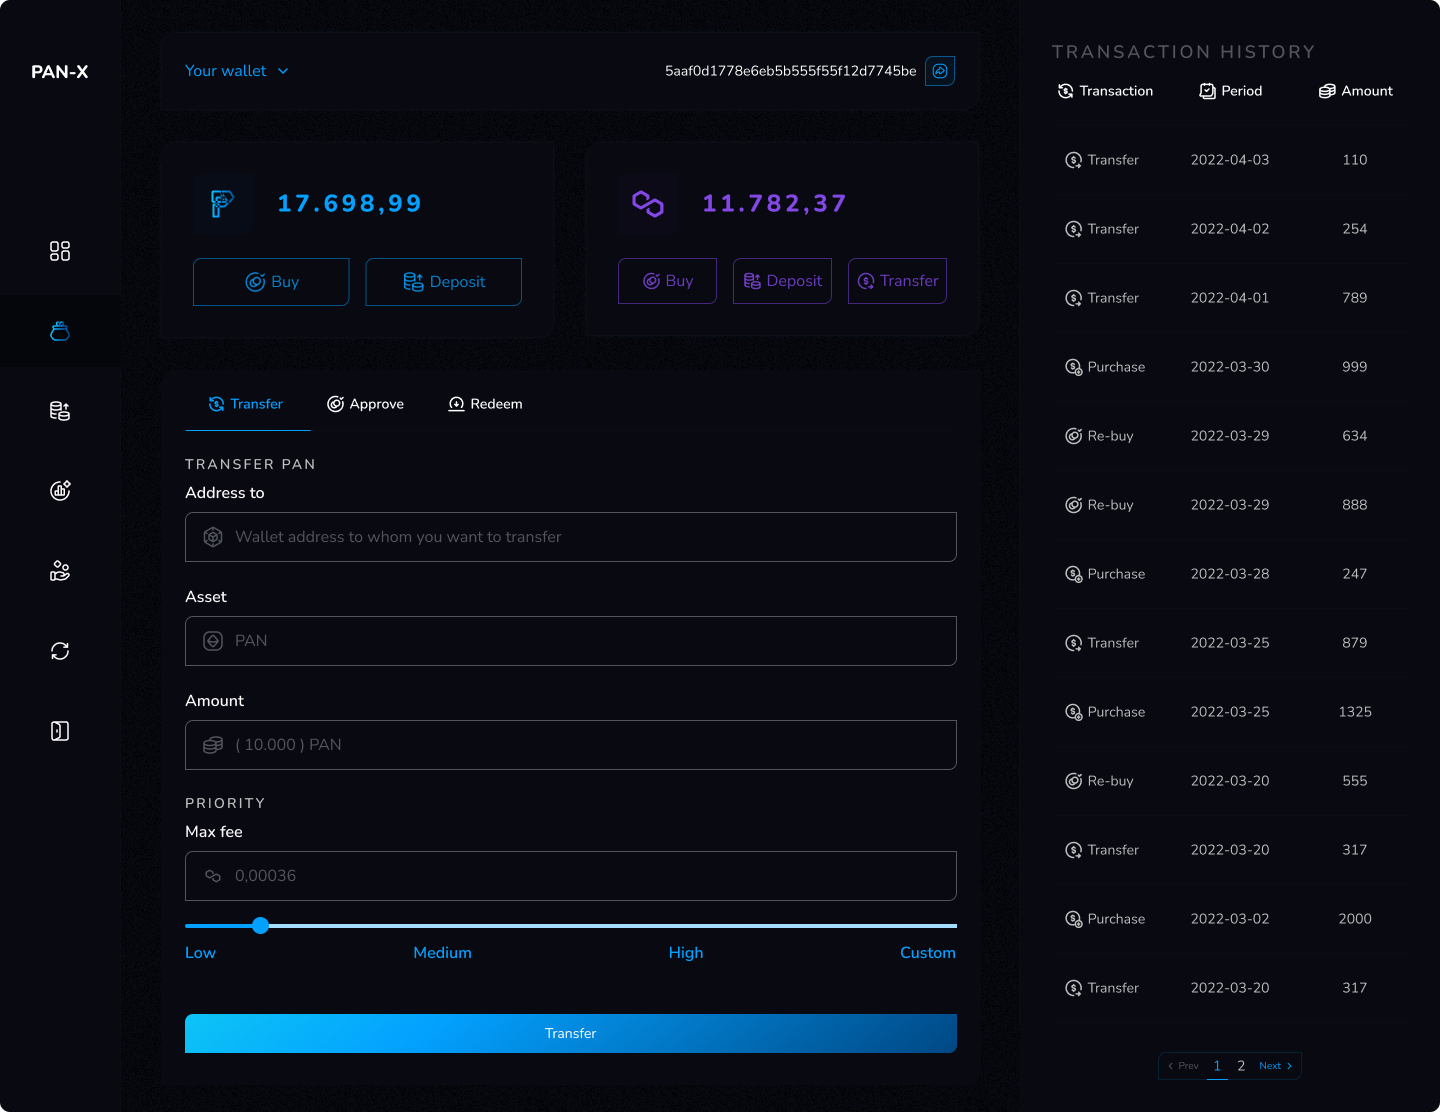 PAN-X
Your wallet
5aaf0d1778e6eb5b555f55f12d7745be
17.698,99
Buy
Deposit
11.782,37
Buy
Deposit
Transfer
Transfer
Approve
Redeem
TRANSFER PAN
Address to
Wallet address to whom you want to transfer
Asset
PAN
Amount
( 10.000 ) PAN
PRIORITY
Max fee
0,00036
Low Medium High Custom
Transfer
TRANSACTION HISTORY
Transaction Period Amount
Transfer 2022-04-03 110
Transfer 2022-04-02 254
Transfer 2022-04-01 789
Purchase 2022-03-30 999
Re-buy 2022-03-29 634
Re-buy 2022-03-29 888
Purchase 2022-03-28 247
Transfer 2022-03-25 879
Purchase 2022-03-25 1325
Re-buy 2022-03-20 555
Transfer 2022-03-20 317
Purchase 2022-03-02 2000
Transfer 2022-03-20 317
Prev 1 2 Next